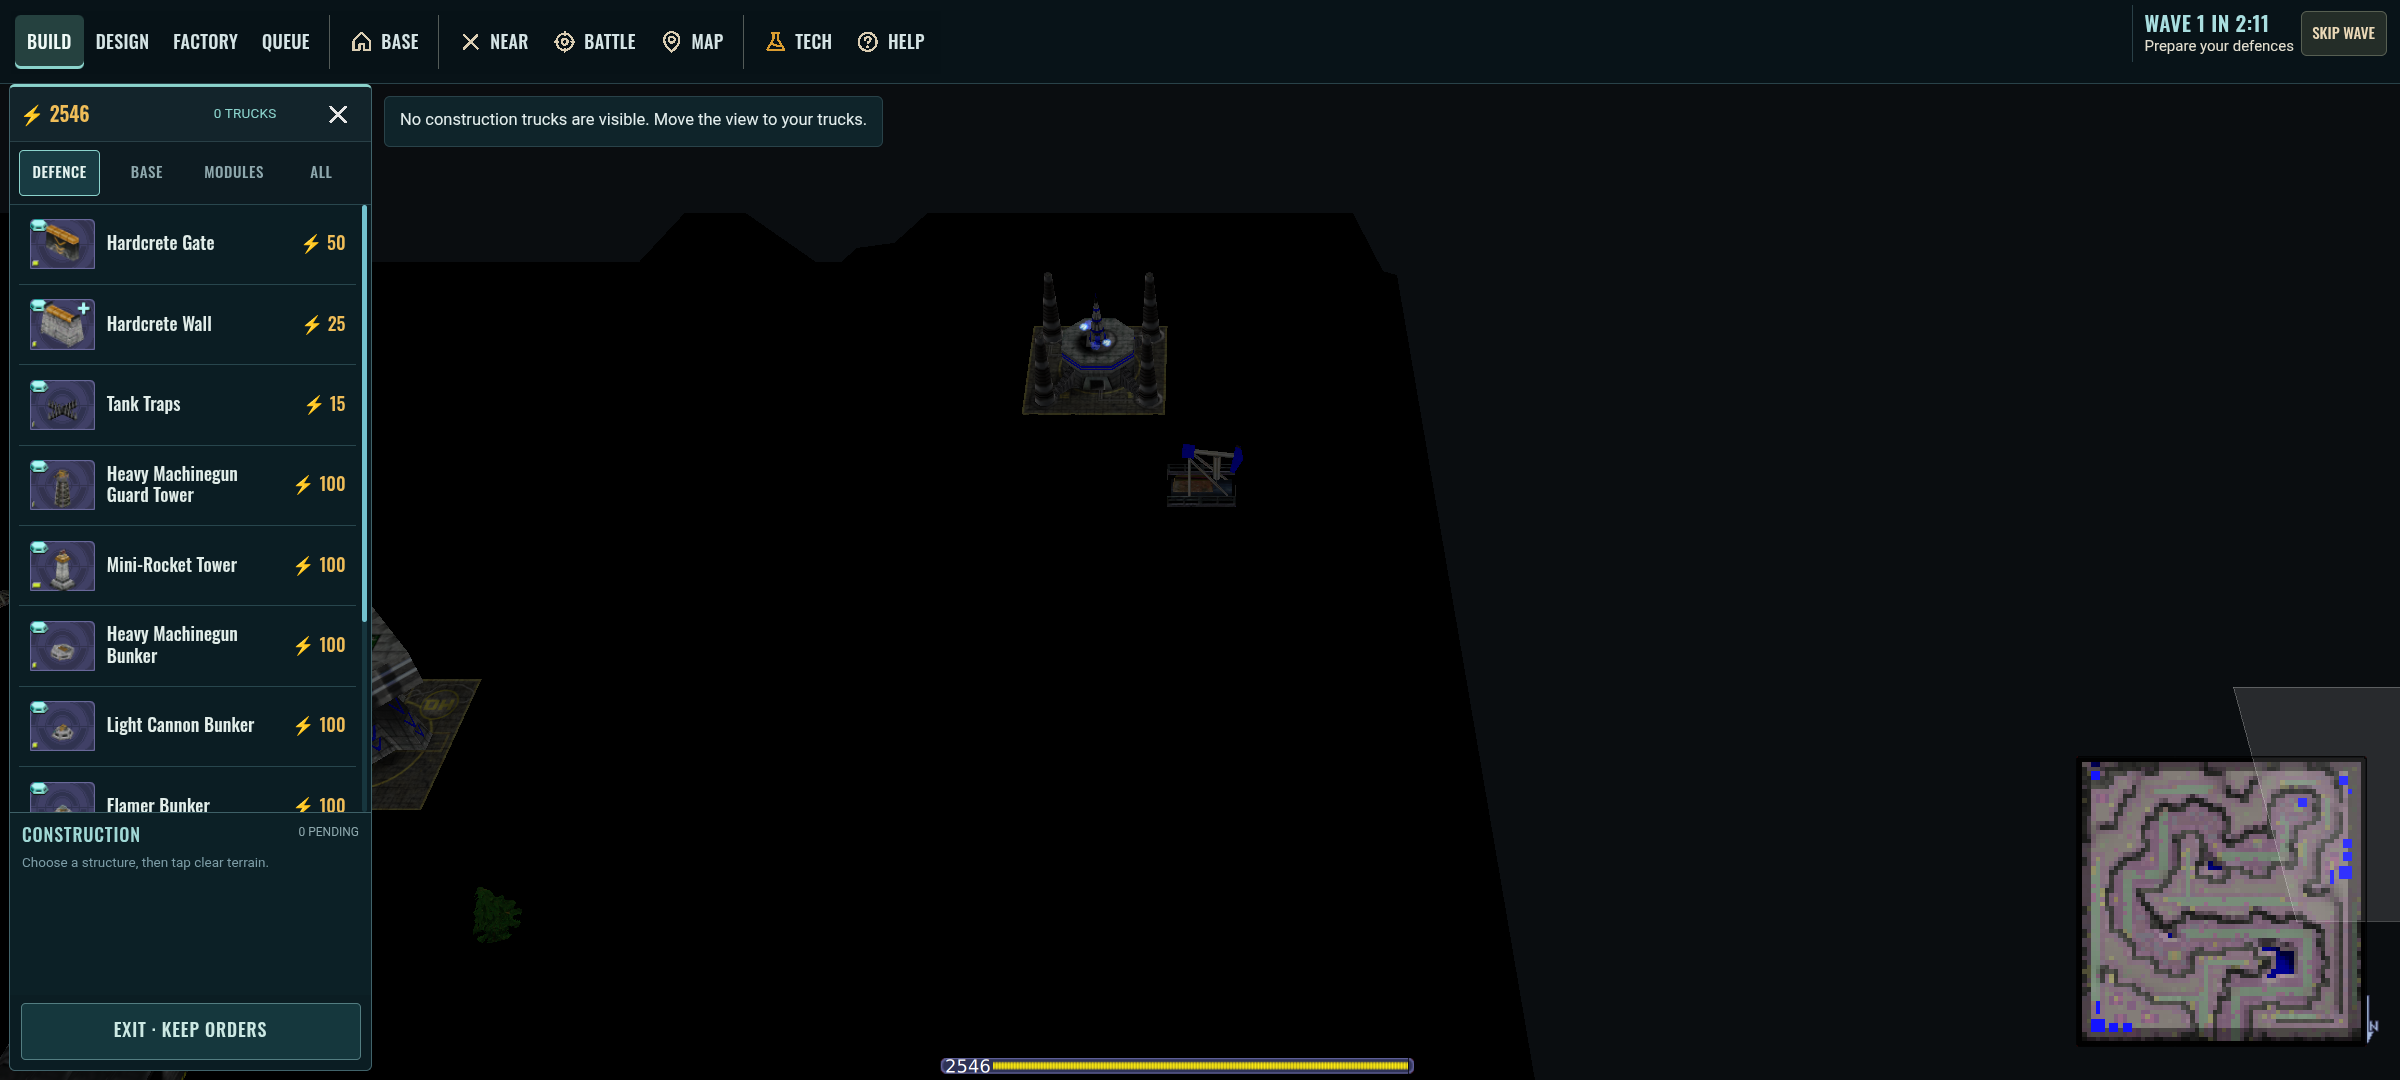 BUILD DESIGN FACTORY QUEUE BASE NEAR BATTLE MAP TECH HELP
WAVE 1 IN 2:11
Prepare your defences
SKIP WAVE
2546 0 TRUCKS
No construction trucks are visible. Move the view to your trucks.
DEFENCE BASE MODULES ALL
Hardcrete Gate 50
Hardcrete Wall 25
Tank Traps 15
Heavy Machinegun
Guard Tower 100
Mini-Rocket Tower 100
Heavy Machinegun
Bunker 100
Light Cannon Bunker 100
Flamer Bunker 100
CONSTRUCTION 0 PENDING
Choose a structure, then tap clear terrain.
EXIT · KEEP ORDERS
2546
N